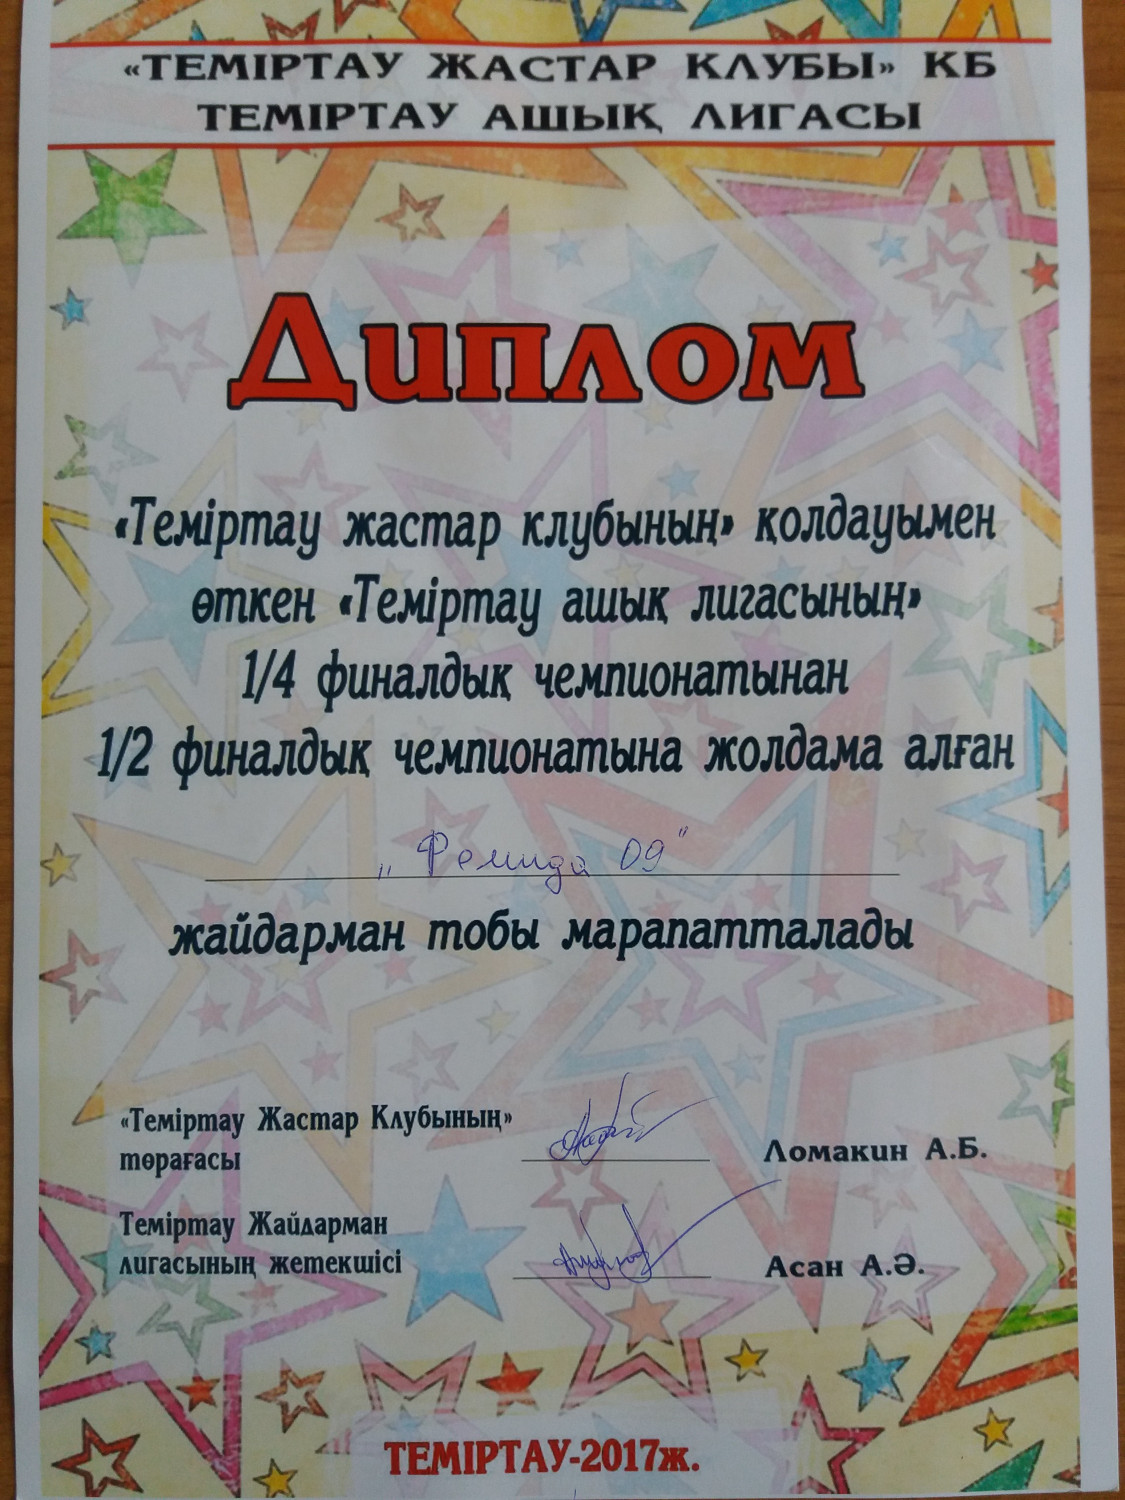 «ТЕМІРТАУ ЖАСТАР КЛУБЫ» КБ
ТЕМІРТАУ АШЫҚ ЛИГАСЫ
Диплом
«Теміртау жастар клубының» қолдауымен
өткен «Теміртау ашық лигасының»
1/4 финалдық чемпионатынан
1/2 финалдық чемпионатына жолдама алған
„Фемида 09"
жайдарман тобы марапатталады
«Теміртау Жастар Клубының»
төрағасы
Ломакин А.Б.
Теміртау Жайдарман
лигасының жетекшісі
Асан А.Ә.
ТЕМІРТАУ-2017ж.